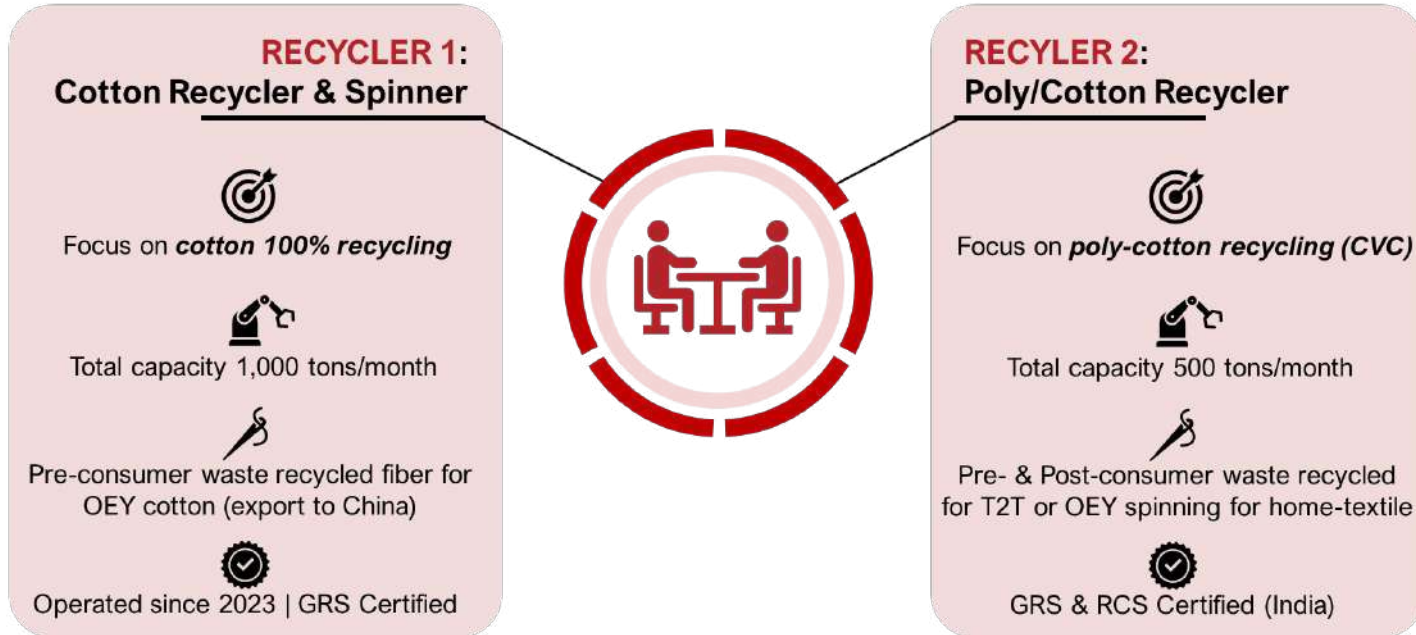 RECYCLER 1:
Cotton Recycler & Spinner
Focus on cotton 100% recycling
Total capacity 1,000 tons/month
Pre-consumer waste recycled fiber for
OEY cotton (export to China)
Operated since 2023 | GRS Certified
RECYLER 2:
Poly/Cotton Recycler
Focus on poly-cotton recycling (CVC)
Total capacity 500 tons/month
Pre- & Post-consumer waste recycled
for T2T or OEY spinning for home-textile
GRS & RCS Certified (India)